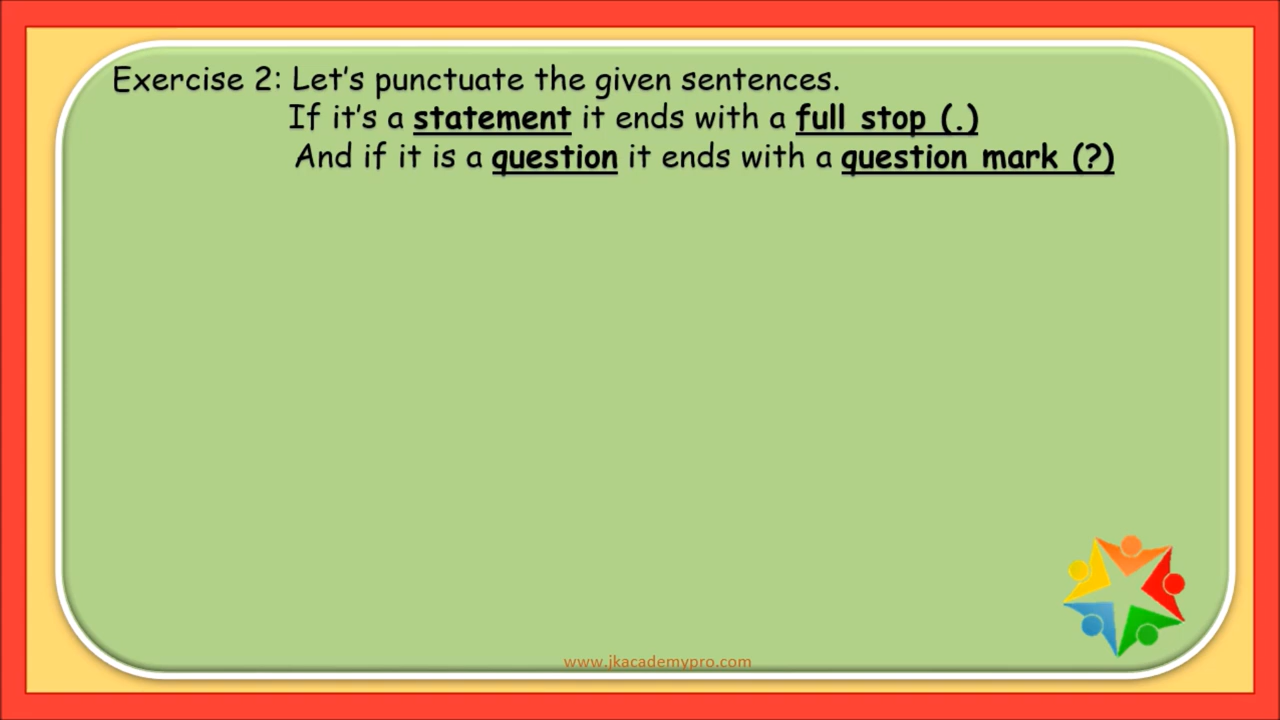 Exercise 2: Let's punctuate the given sentences.
If it's a statement it ends with a full stop (.)
And if it is a question it ends with a question mark (?)
www.jkacademypro.com